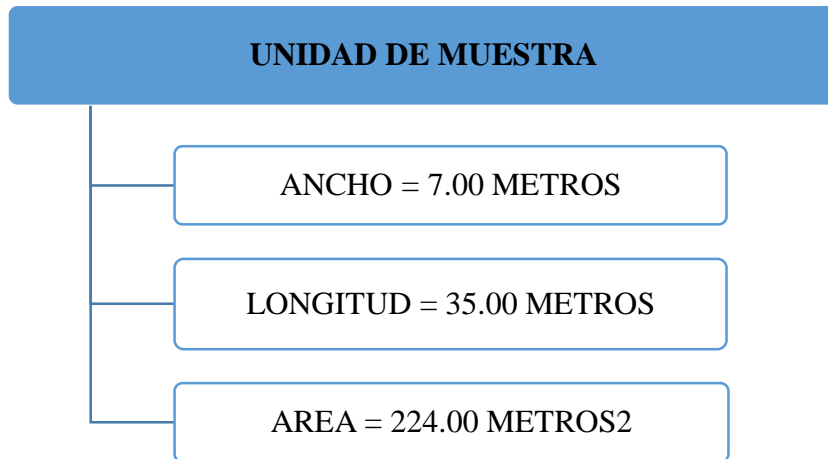 UNIDAD DE MUESTRA
ANCHO = 7.00 METROS
LONGITUD = 35.00 METROS
AREA = 224.00 METROS2